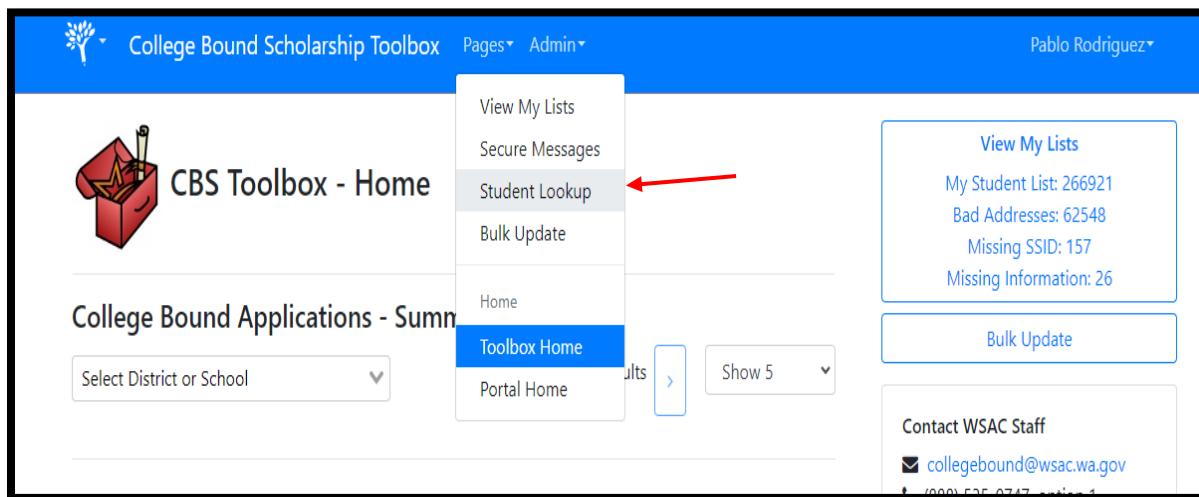 College Bound Scholarship Toolbox Pages Admin Pablo Rodriguez
View My Lists
Secure Messages
Student Lookup
Bulk Update
Home
Toolbox Home
Portal Home
CBS Toolbox - Home
College Bound Applications - Summ
Select District or School
ults
Show 5
View My Lists
My Student List: 266921
Bad Addresses: 62548
Missing SSID: 157
Missing Information: 26
Bulk Update
Contact WSAC Staff
collegebound@wsac.wa.gov